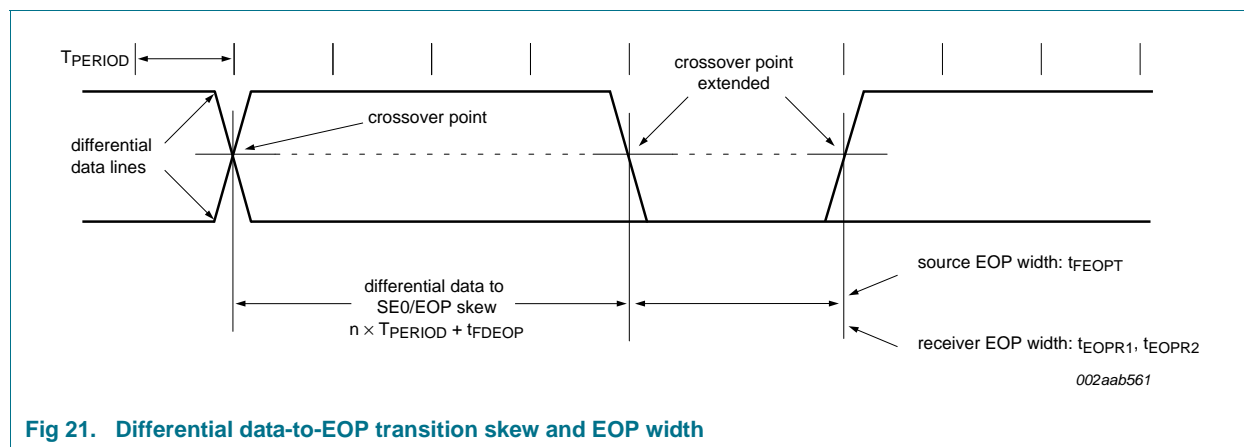 TPERIOD
crossover point
extended
crossover point
differential
data lines
differential data to
SE0/EOP skew
n × TPERIOD + tFDEOP
source EOP width: tFEOPT
receiver EOP width: tEOPR1, tEOPR2
002aab561
Fig 21. Differential data-to-EOP transition skew and EOP width